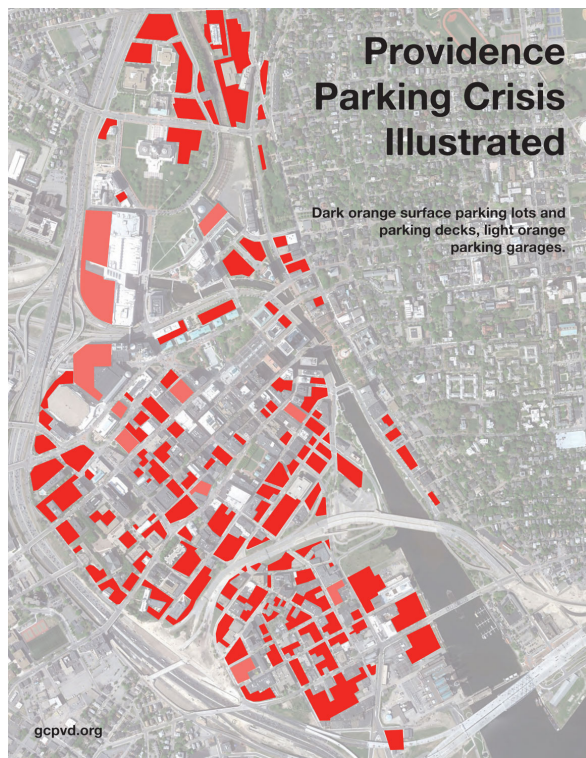 Providence
Parking Crisis
Illustrated
Dark orange surface parking lots and
parking decks, light orange
parking garages.
gcpvd.org